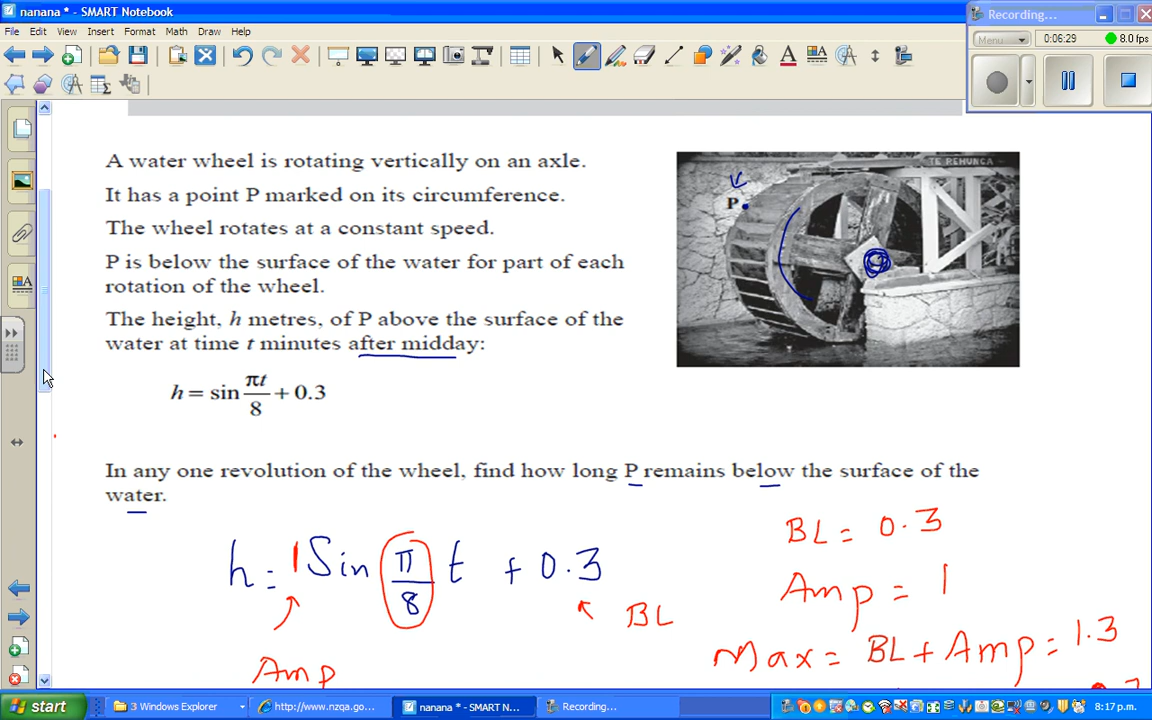 nanana * - SMART Notebook
Recording...
File Edit View Insert Format Math Draw Help
Menu
0:06:29
8.0 fps
A water wheel is rotating vertically on an axle.
TE REHUNGA
It has a point P marked on its circumference.
P
The wheel rotates at a constant speed.
P is below the surface of the water for part of each
rotation of the wheel.
The height, h metres, of P above the surface of the
water at time t minutes after midday:
h = sin πt/8 + 0.3
In any one revolution of the wheel, find how long P remains below the surface of the
water.
BL = 0.3
h = 1 Sin π/8 t + 0.3
Amp = 1
BL
Max = BL + Amp = 1.3
Amp
start
3 Windows Explorer
http://www.nzqa.go...
nanana * - SMART N...
Recording...
8:17 p.m.